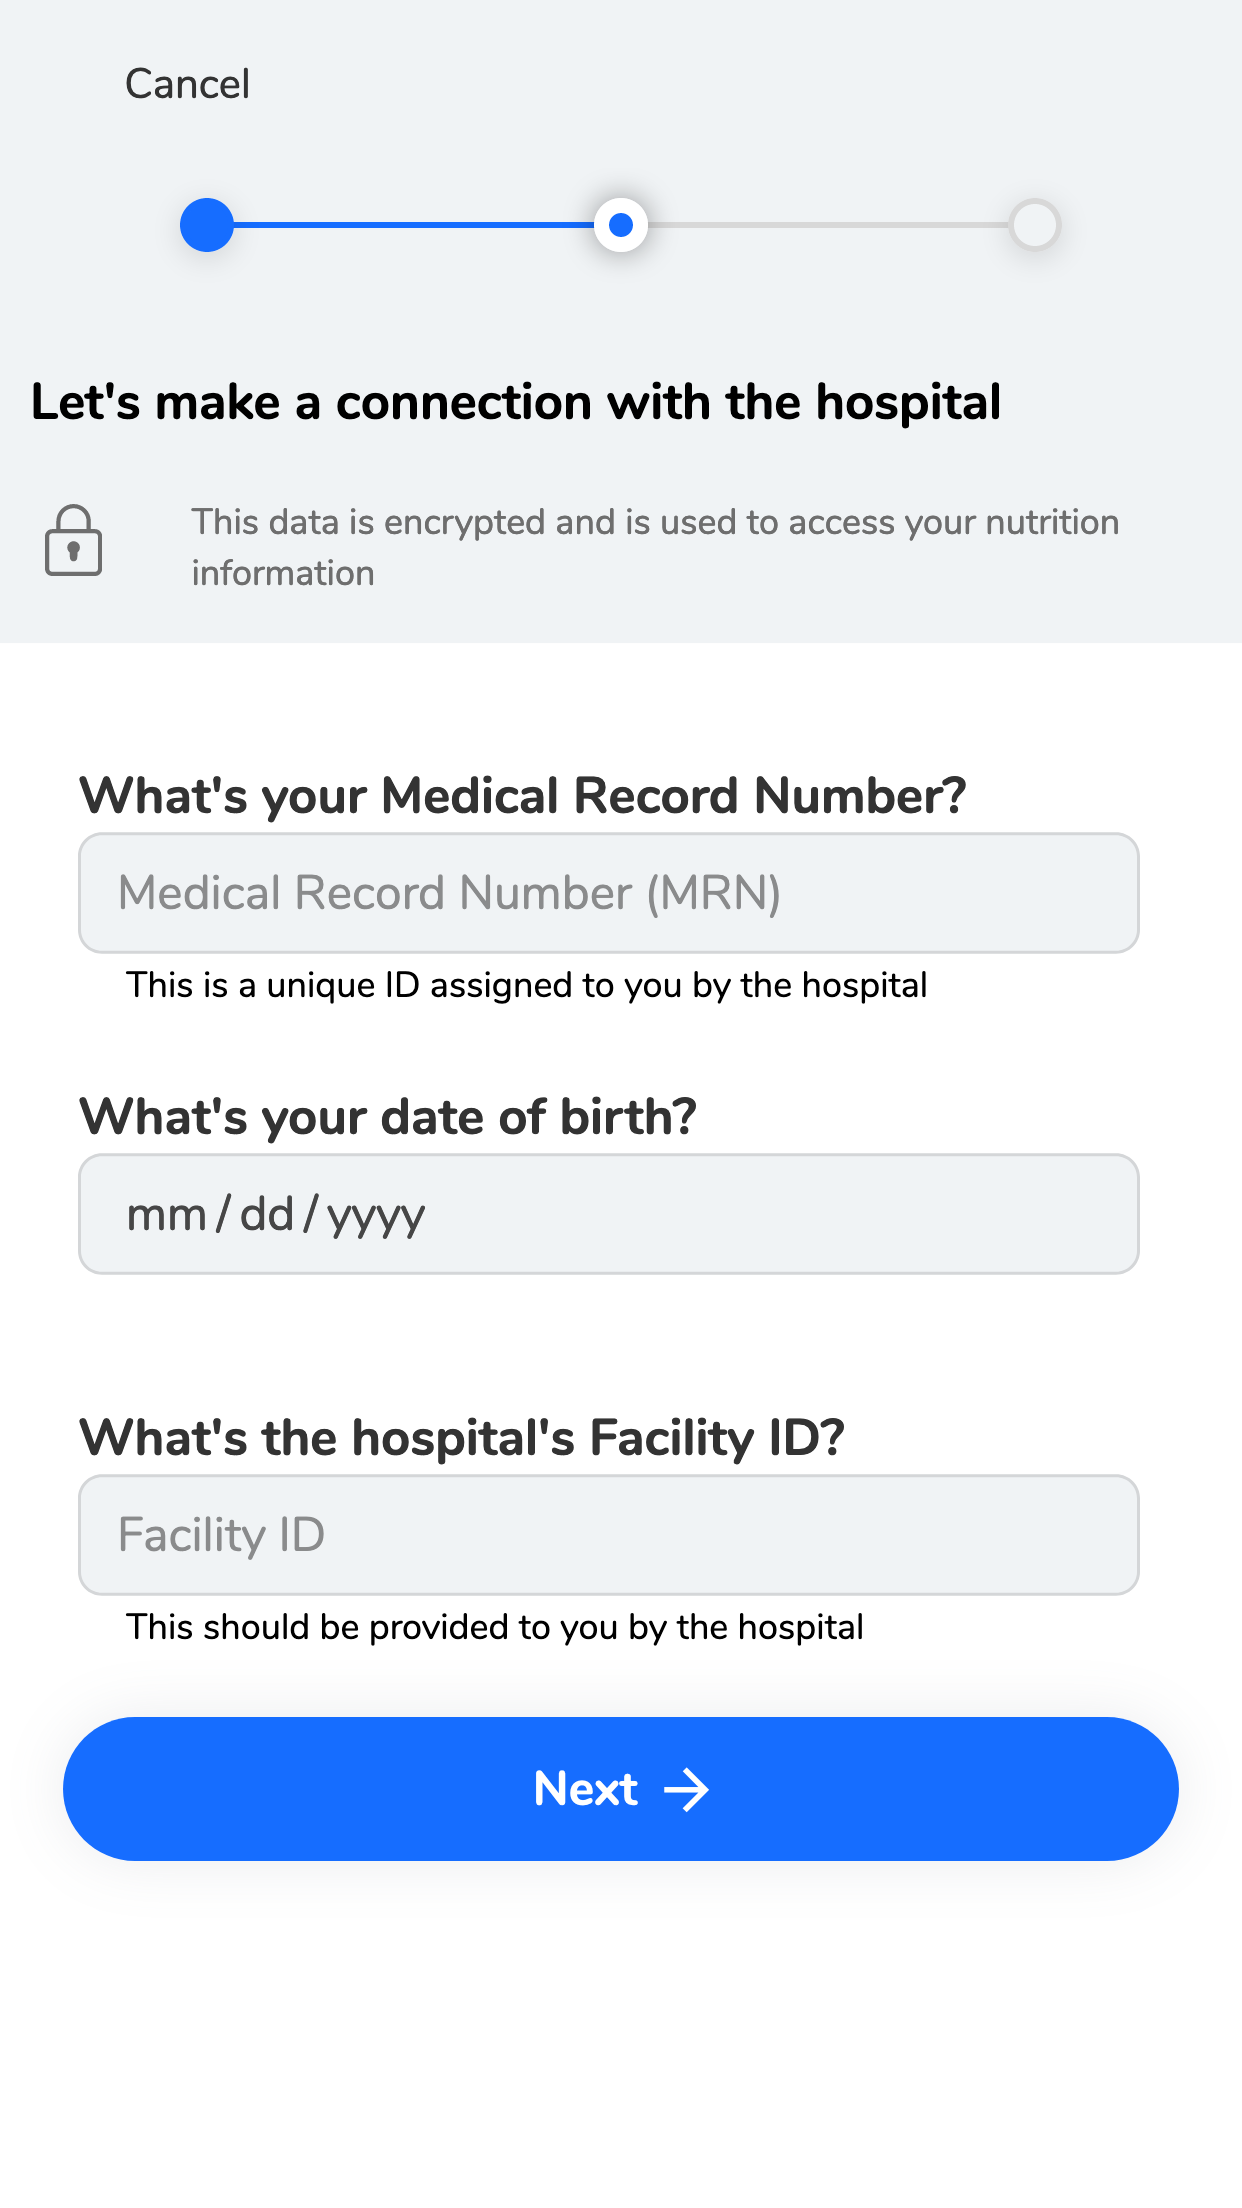 Cancel
Let's make a connection with the hospital
This data is encrypted and is used to access your nutrition
information
What's your Medical Record Number?
Medical Record Number (MRN)
This is a unique ID assigned to you by the hospital
What's your date of birth?
mm/dd/yyyy
What's the hospital's Facility ID?
Facility ID
This should be provided to you by the hospital
Next